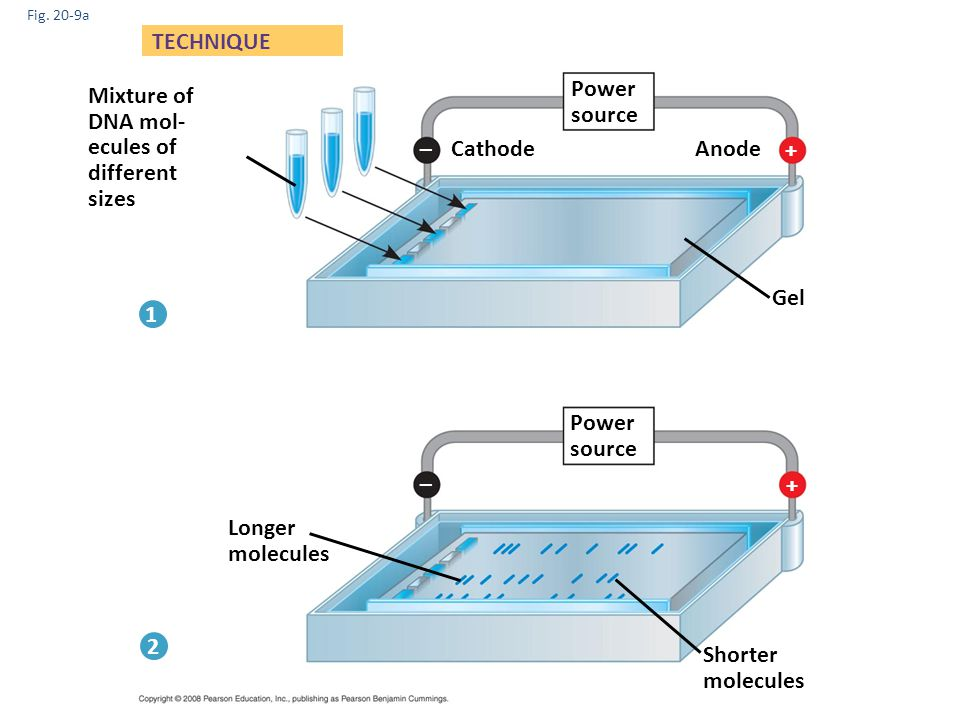 Fig. 20-9a
TECHNIQUE
Mixture of
DNA mol-
ecules of
different
sizes
Power
source
– Cathode
Anode +
Gel
1
Power
source
–
+
Longer
molecules
2
Shorter
molecules
Copyright © 2008 Pearson Education, Inc., publishing as Pearson Benjamin Cummings.